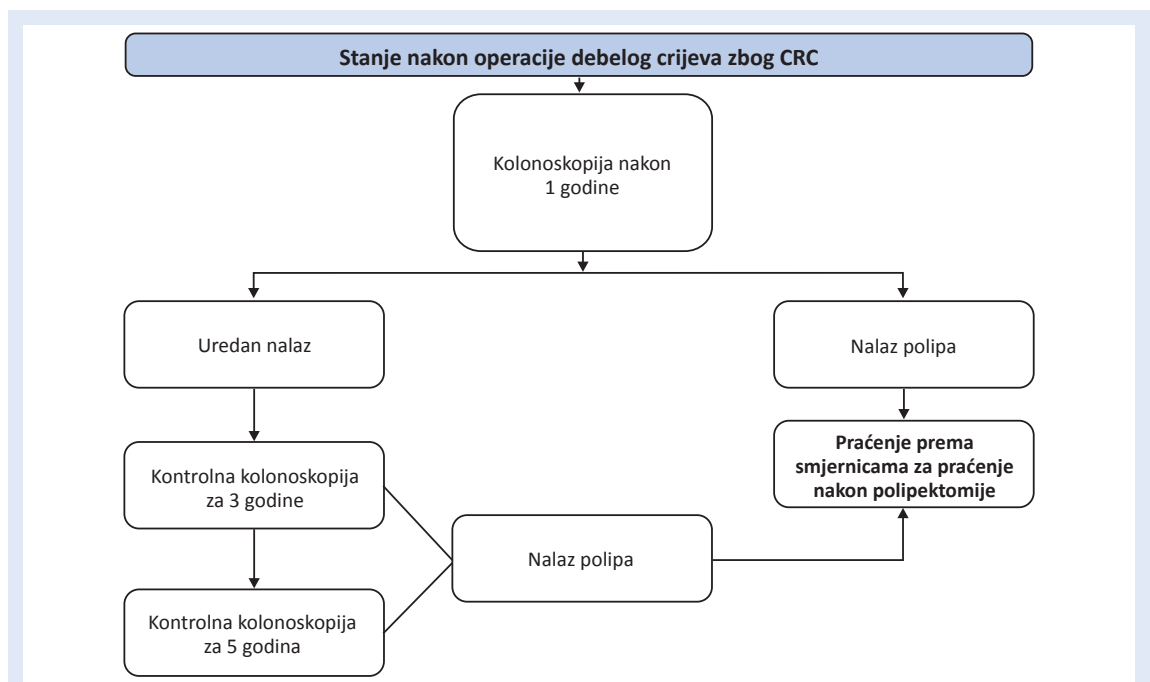 Stanje nakon operacije debelog crijeva zbog CRC
Kolonoskopija nakon
1 godine
Uredan nalaz
Nalaz polipa
Kontrolna kolonoskopija
za 3 godine
Praćenje prema
smjernicama za praćenje
nakon polipektomije
Nalaz polipa
Kontrolna kolonoskopija
za 5 godina